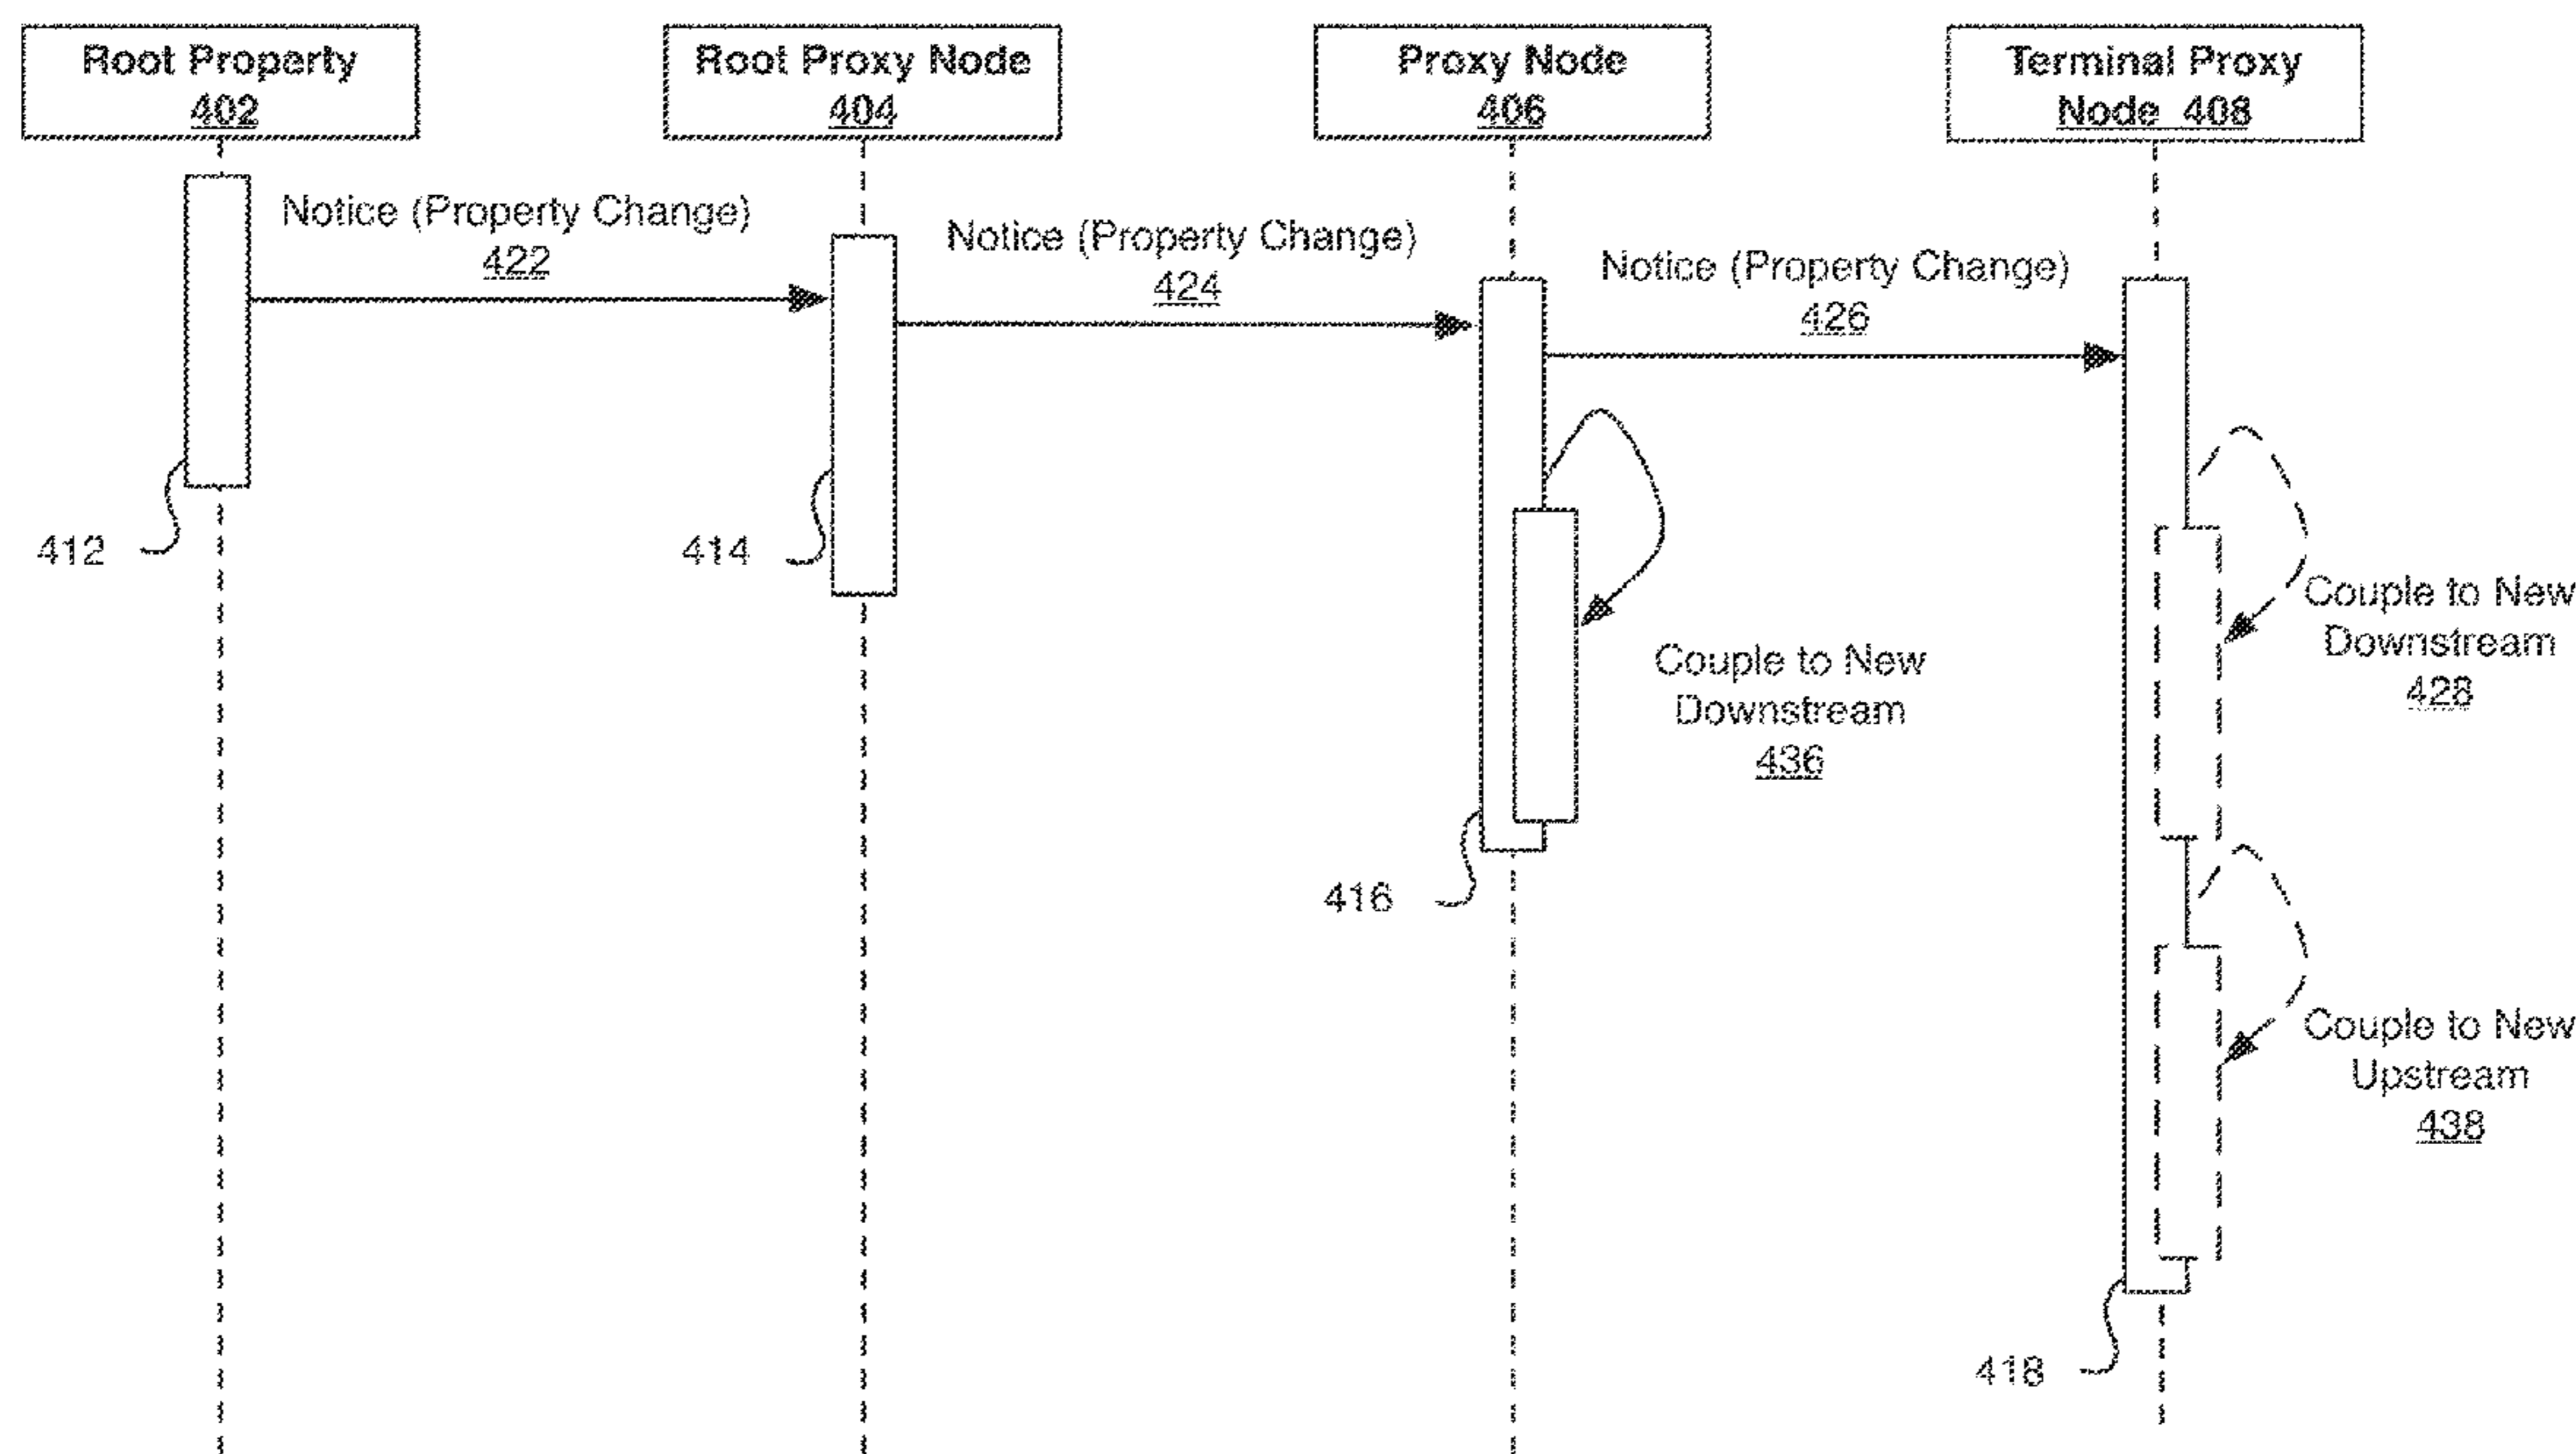 Root Property
402
Root Proxy Node
404
Proxy Node
406
Terminal Proxy
Node 408
Notice (Property Change)
422
Notice (Property Change)
424
Notice (Property Change)
426
412
414
Couple to New
Downstream
436
Couple to New
Downstream
428
416
Couple to New
Upstream
438
418